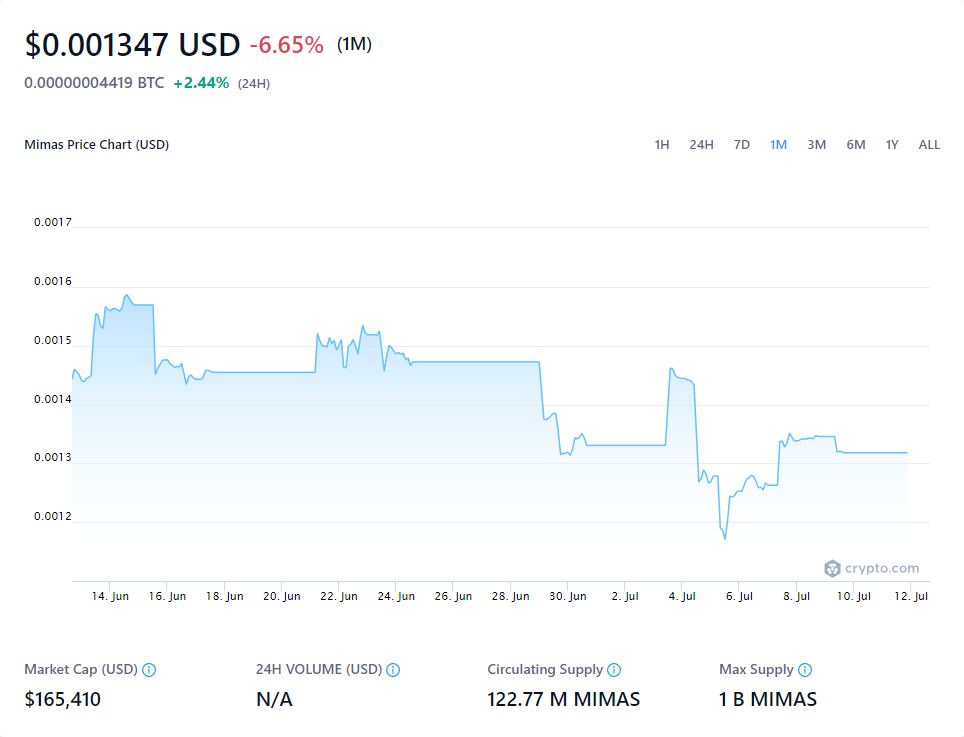 $0.001347 USD -6.65% (1M)
0.00000004419 BTC +2.44% (24H)
Mimas Price Chart (USD) 1H 24H 7D 1M 3M 6M 1Y ALL
0.0017
0.0016
0.0015
0.0014
0.0013
0.0012
crypto.com
14. Jun 16. Jun 18. Jun 20. Jun 22. Jun 24. Jun 26. Jun 28. Jun 30. Jun 2. Jul 4. Jul 6. Jul 8. Jul 10. Jul 12. Jul
Market Cap (USD) 24H VOLUME (USD) Circulating Supply Max Supply
$165,410 N/A 122.77 M MIMAS 1 B MIMAS